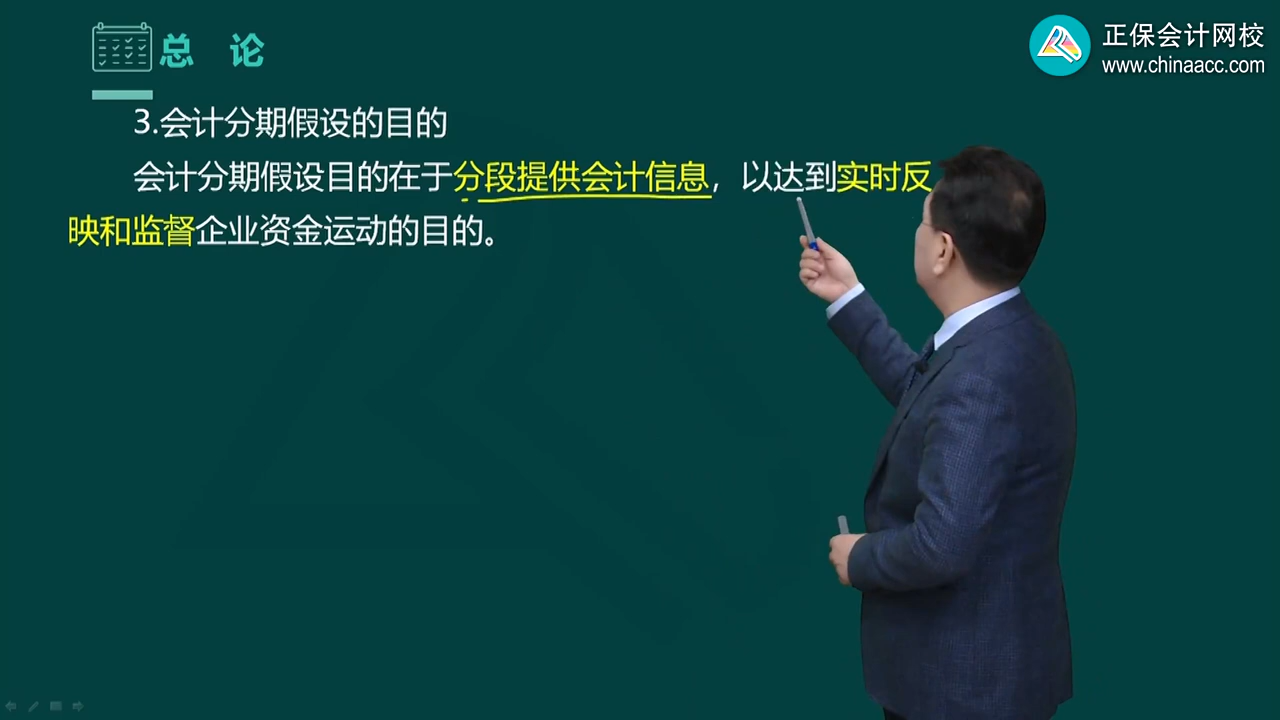 总 论
正保会计网校
www.chinaacc.com
3.会计分期假设的目的
会计分期假设目的在于分段提供会计信息，以达到实时反
映和监督企业资金运动的目的。